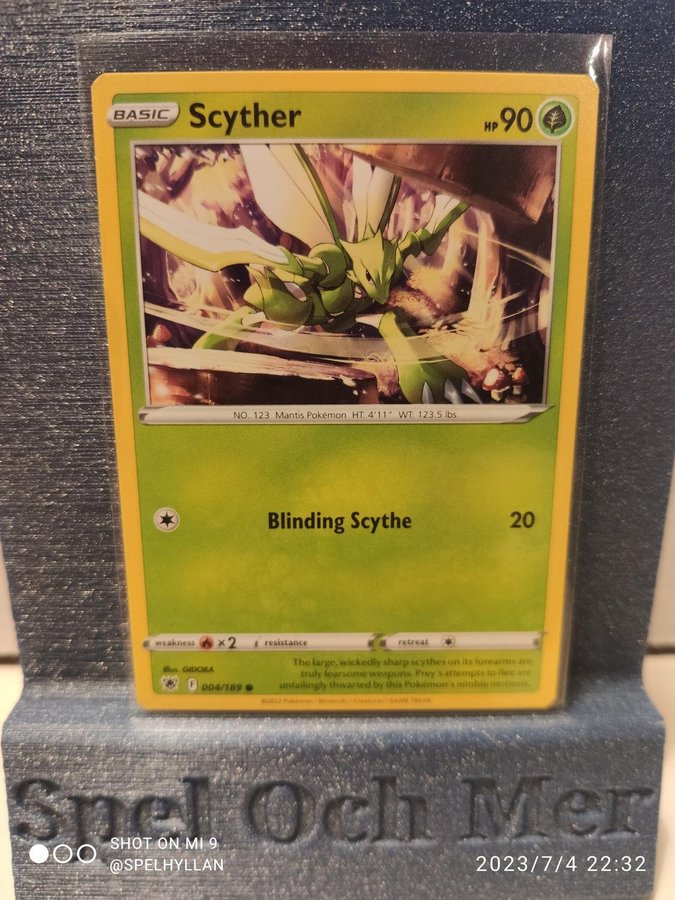 BASIC Scyther HP 90
NO. 123 Mantis Pokémon HT: 4'11" WT: 123.5 lbs.
Blinding Scythe 20
weakness ×2 resistance retreat
Illus. GIDORA
The large, wickedly sharp scythes on its forearms are
truly fearsome weapons. Prey's attempts to flee are
unfailingly thwarted by this Pokémon's nimble motions.
F 004/189
©2022 Pokémon / Nintendo / Creatures / GAME FREAK
Spel Och Mer
SHOT ON MI 9
@SPELHYLLAN
2023/7/4 22:32